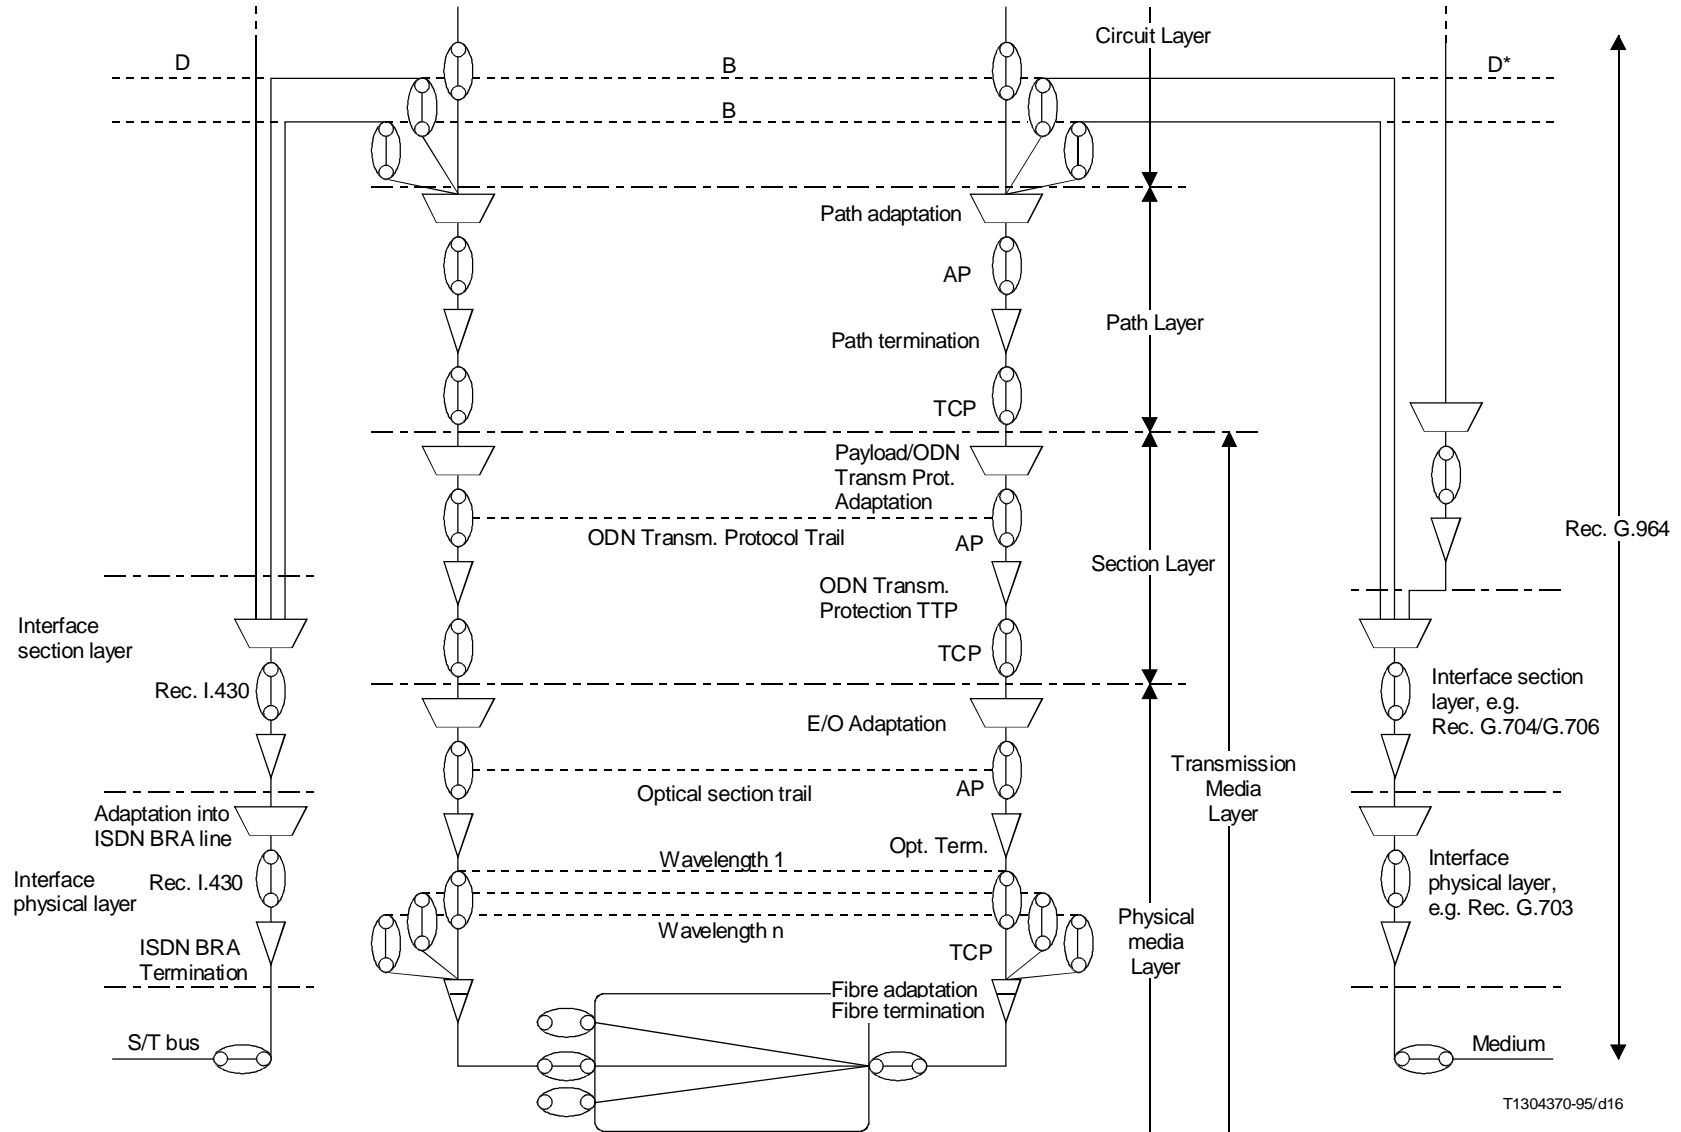 Circuit Layer
D
B
D*
B
Path adaptation
AP
Path Layer
Path termination
TCP
Payload/ODN
Transm Prot.
Adaptation
ODN Transm. Protocol Trail
AP
Rec. G.964
Section Layer
ODN Transm.
Protection TTP
Interface
section layer
TCP
Rec. I.430
Interface section
layer, e.g.
Rec. G.704/G.706
E/O Adaptation
Transmission
Media
Layer
Optical section trail
AP
Adaptation into
ISDN BRA line
Opt. Term.
Wavelength 1
Interface
physical layer
Rec. I.430
Interface
physical layer,
e.g. Rec. G.703
Wavelength n
Physical
media
Layer
TCP
ISDN BRA
Termination
Fibre adaptation
Fibre termination
S/T bus
Medium
T1304370-95/d16